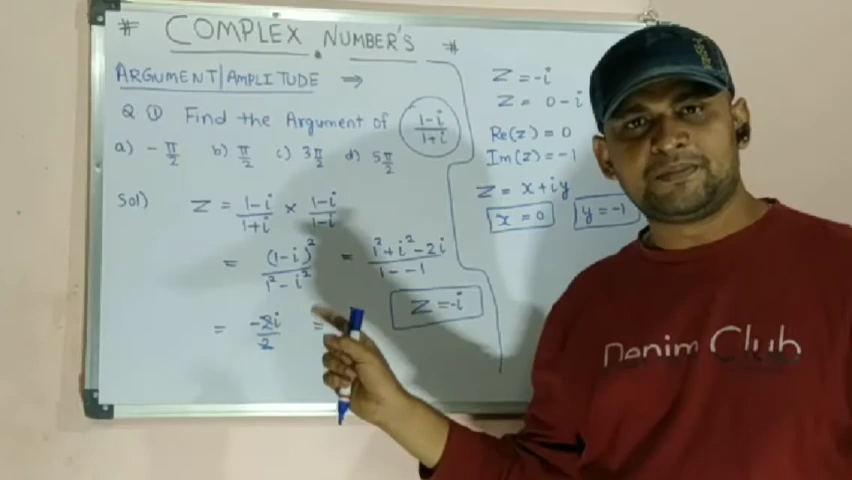 # COMPLEX NUMBER'S #
ARGUMENT/AMPLITUDE ⇒
Q ① Find the Argument of (1-i)/(1+i)
a) -π/2 b) π/2 c) 3π/2 d) 5π/2
Sol) Z = (1-i)/(1+i) × (1-i)/(1-i)
= (1-i)²/(1²-i²) = (1²+i²-2i)/(1--1)
= -2i/2 =
Z = -i
Z = -i
Z = 0-i
Re(z) = 0
Im(z) = -1
Z = x+iy
x=0 y=-1
Denim Club